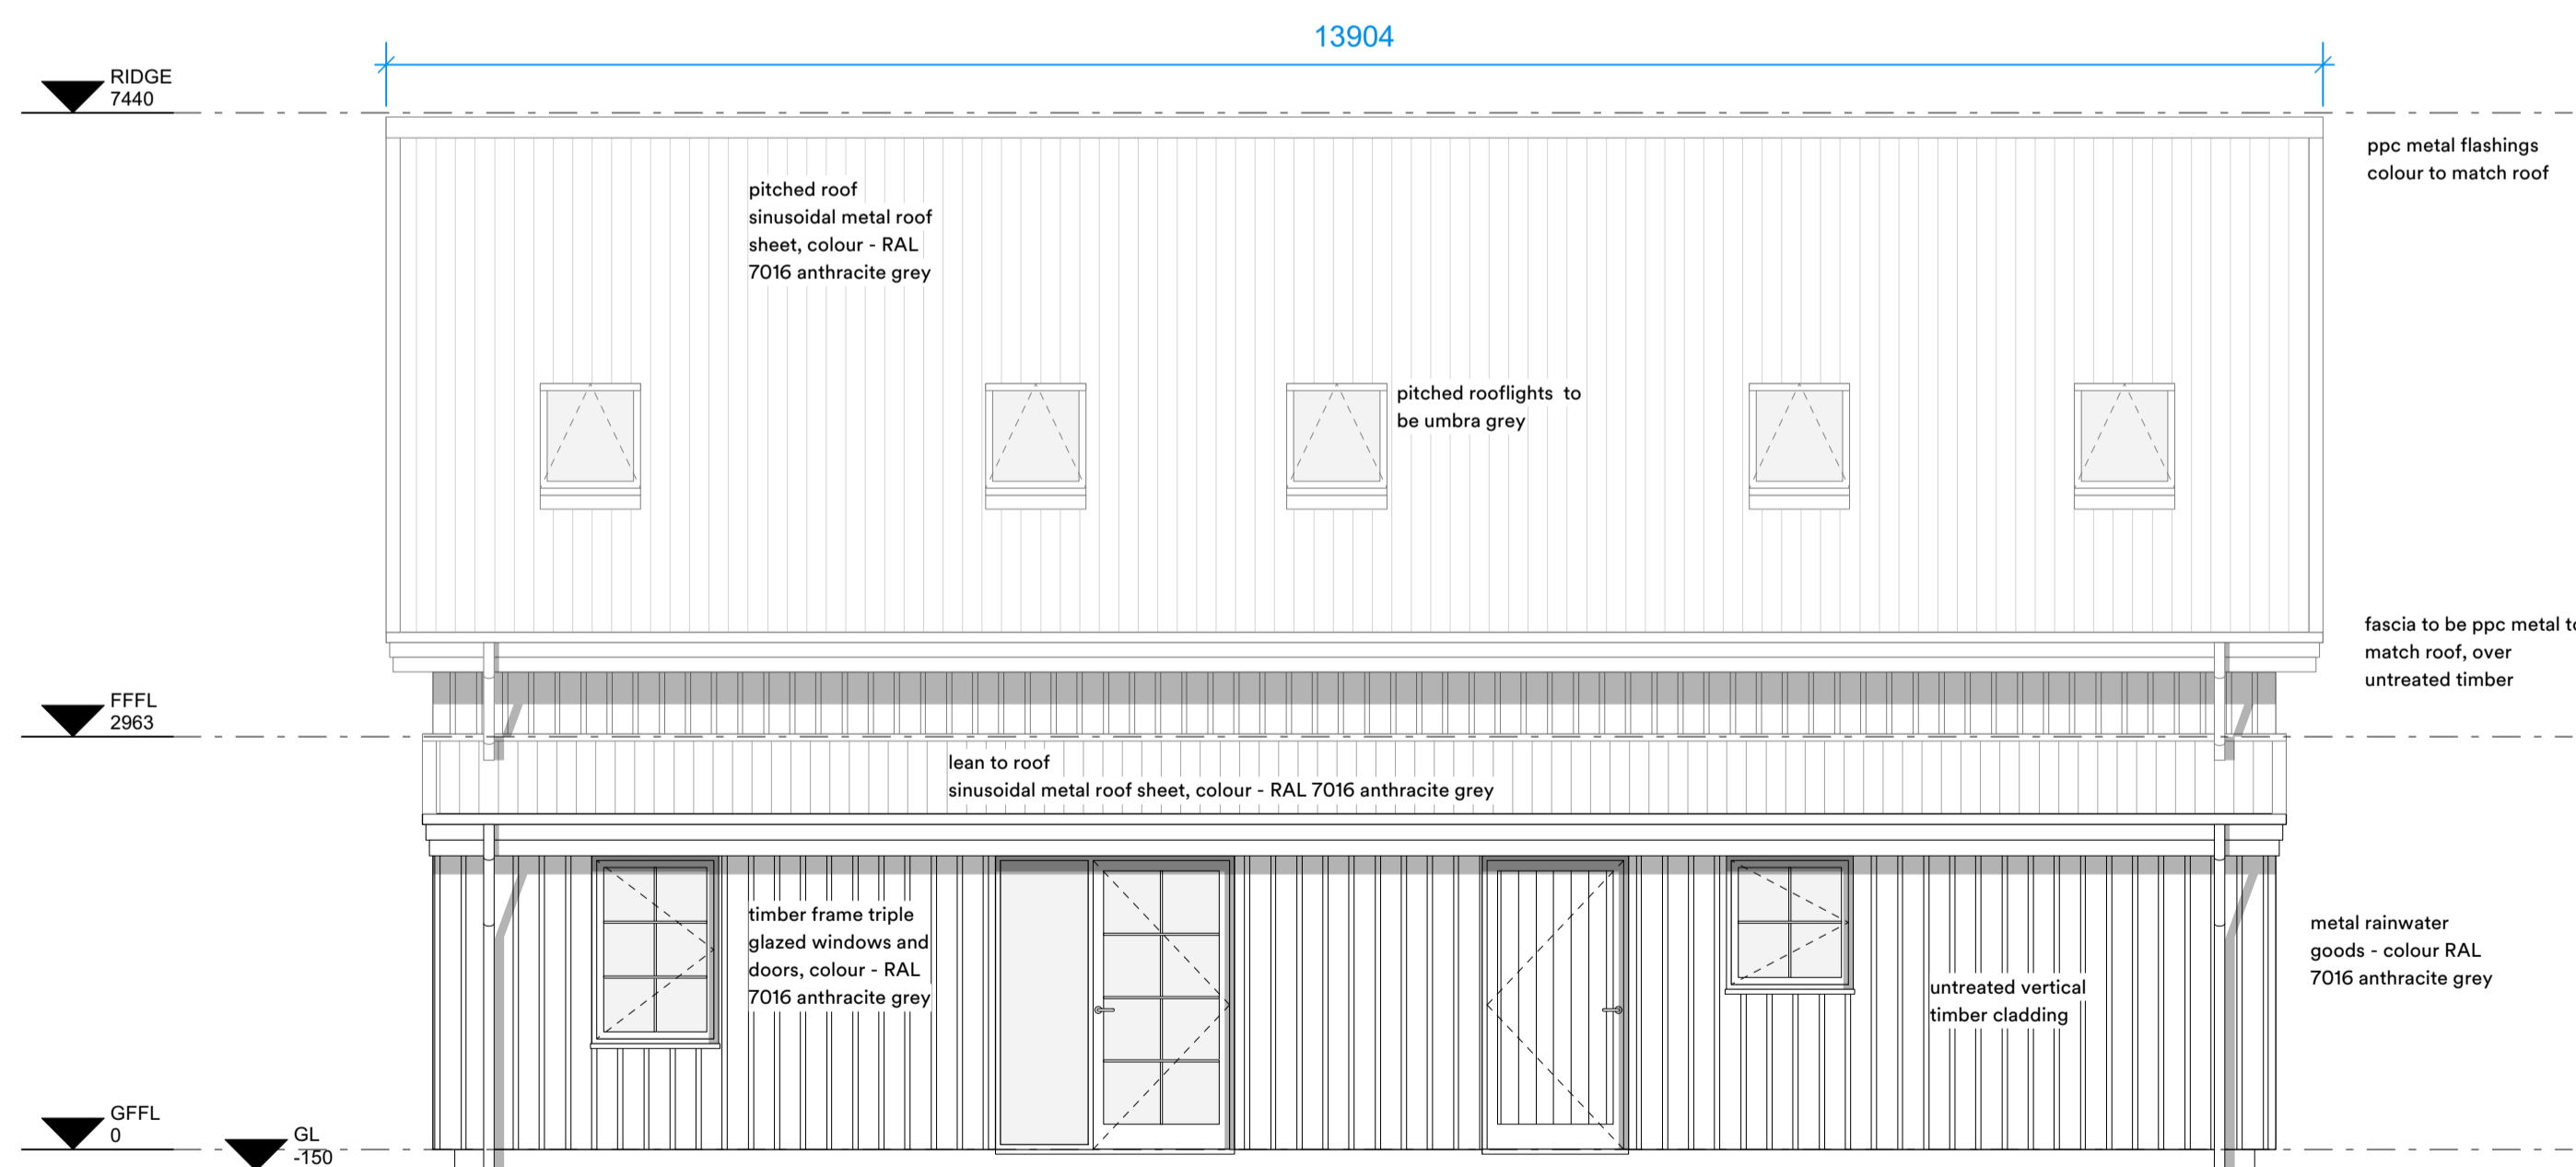 13904
RIDGE
7440
ppc metal flashings
colour to match roof
pitched roof
sinusoidal metal roof
sheet, colour - RAL
7016 anthracite grey
pitched rooflights to
be umbra grey
fascia to be ppc metal to
match roof, over
untreated timber
FFFL
2963
lean to roof
sinusoidal metal roof sheet, colour - RAL 7016 anthracite grey
timber frame triple
glazed windows and
doors, colour - RAL
7016 anthracite grey
metal rainwater
goods - colour RAL
7016 anthracite grey
untreated vertical
timber cladding
GFFL
0
GL
-150